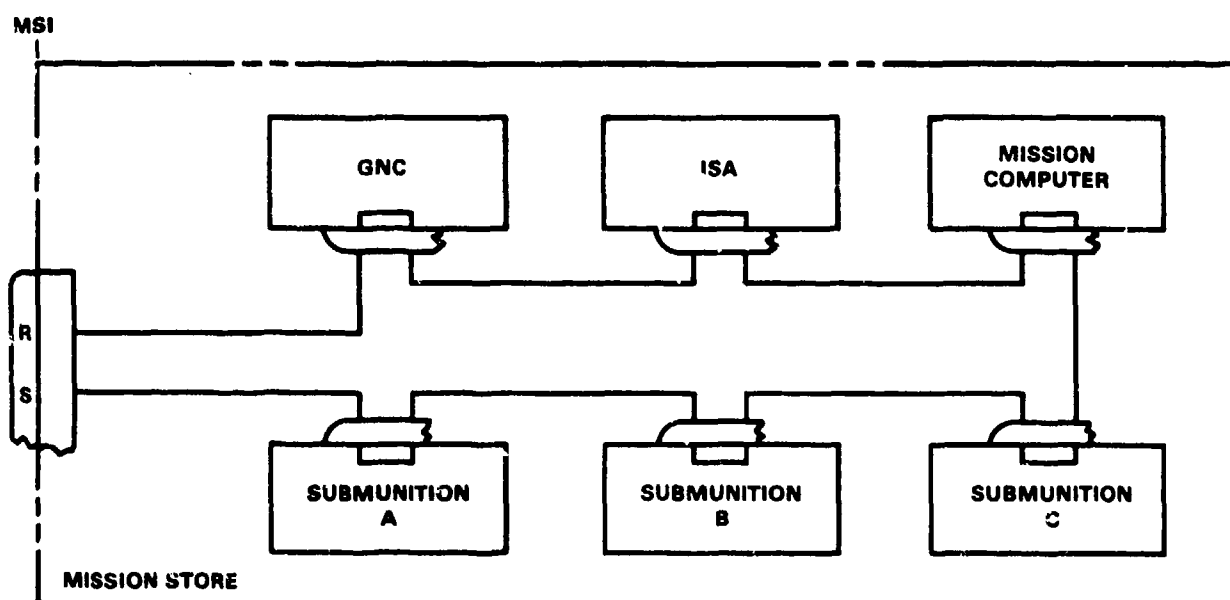 MSI
GNC
ISA
MISSION
COMPUTER
R
S
SUBMUNITION
A
SUBMUNITION
B
SUBMUNITION
C
MISSION STORE